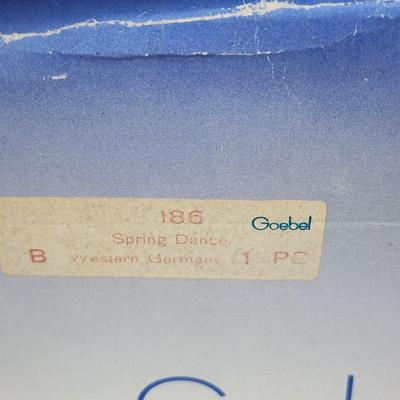 186 Goebel
Spring Dance
B Western Germany 1 PC